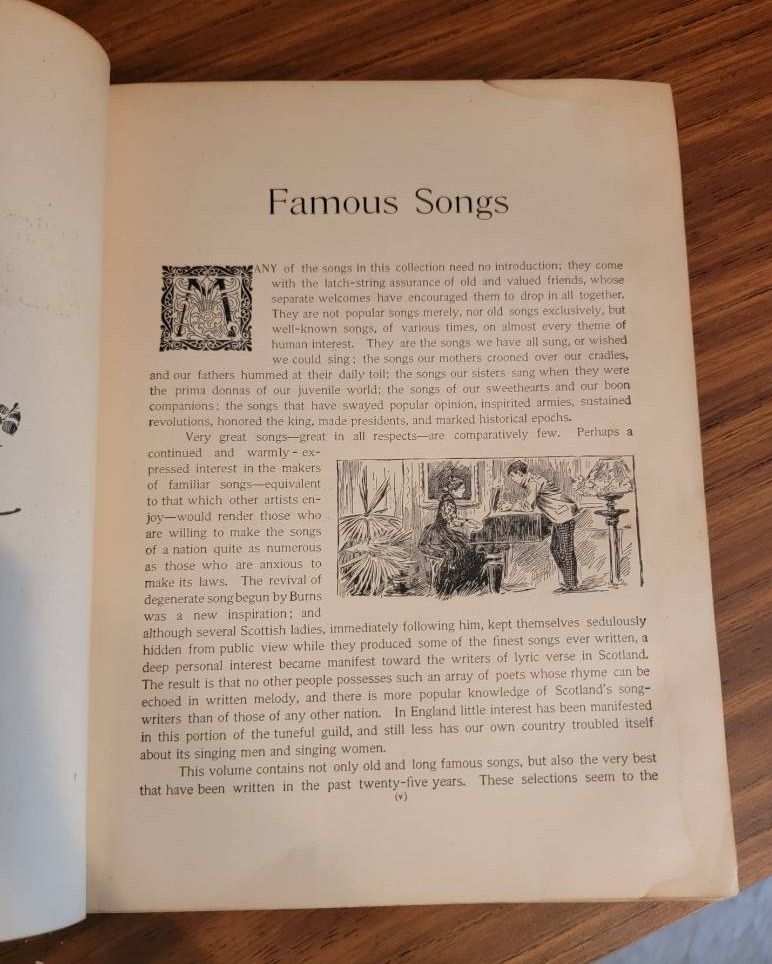 Famous Songs
MANY of the songs in this collection need no introduction; they come
with the latch-string assurance of old and valued friends, whose
separate welcomes have encouraged them to drop in all together.
They are not popular songs merely, nor old songs exclusively, but
well-known songs, of various times, on almost every theme of
human interest. They are the songs we have all sung, or wished
we could sing; the songs our mothers crooned over our cradles,
and our fathers hummed at their daily toil; the songs our sisters sang when they were
the prima donnas of our juvenile world; the songs of our sweethearts and our boon
companions; the songs that have swayed popular opinion, inspirited armies, sustained
revolutions, honored the king, made presidents, and marked historical epochs.
Very great songs—great in all respects—are comparatively few. Perhaps a
continued and warmly-ex-
pressed interest in the makers
of familiar songs—equivalent
to that which other artists en-
joy—would render those who
are willing to make the songs
of a nation quite as numerous
as those who are anxious to
make its laws. The revival of
degenerate song begun by Burns
was a new inspiration; and
although several Scottish ladies, immediately following him, kept themselves sedulously
hidden from public view while they produced some of the finest songs ever written, a
deep personal interest became manifest toward the writers of lyric verse in Scotland.
The result is that no other people possesses such an array of poets whose rhyme can be
echoed in written melody, and there is more popular knowledge of Scotland's song-
writers than of those of any other nation. In England little interest has been manifested
in this portion of the tuneful guild, and still less has our own country troubled itself
about its singing men and singing women.
This volume contains not only old and long famous songs, but also the very best
that have been written in the past twenty-five years. These selections seem to the
(v)